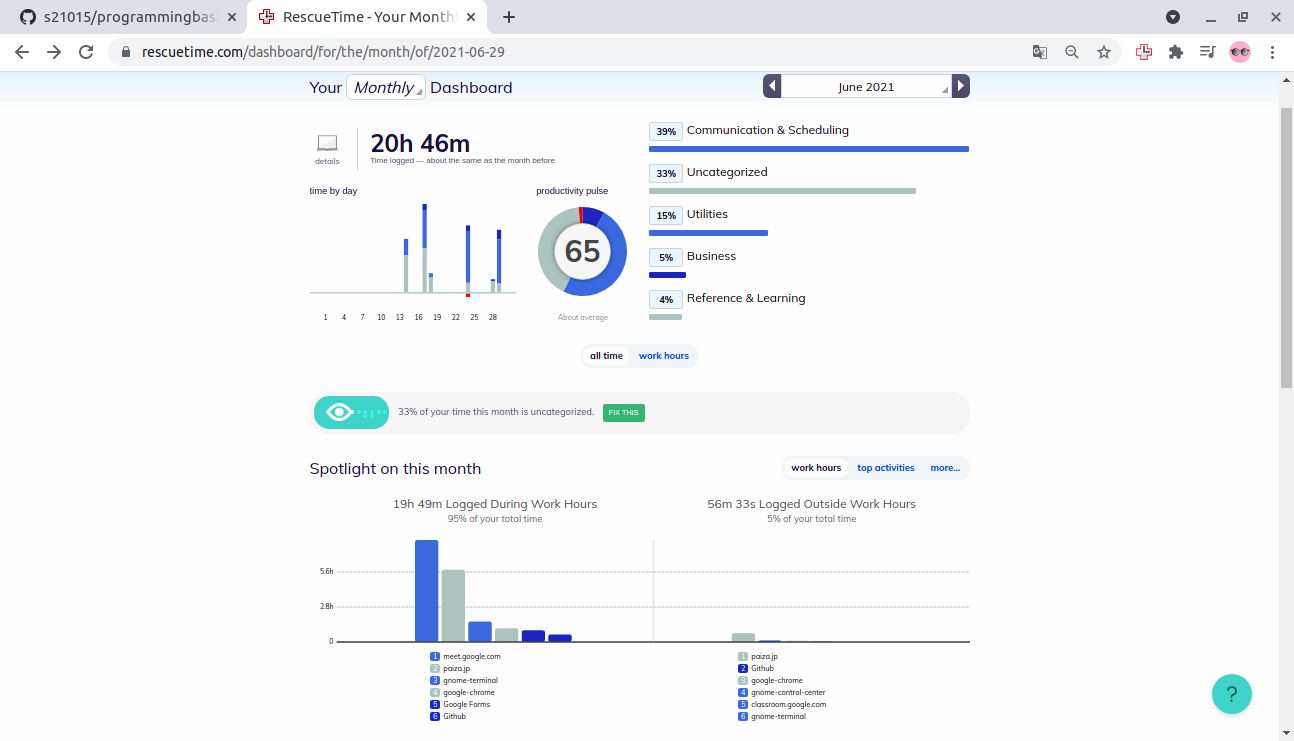 s21015/programmingbas
RescueTime - Your Month
rescuetime.com/dashboard/for/the/month/of/2021-06-29
Your Monthly Dashboard
June 2021
details
20h 46m
Time logged — about the same as the month before
time by day
1 4 7 10 13 16 19 22 25 28
productivity pulse
65
About average
39% Communication & Scheduling
33% Uncategorized
15% Utilities
5% Business
4% Reference & Learning
all time work hours
33% of your time this month is uncategorized. FIX THIS
Spotlight on this month
work hours top activities more...
19h 49m Logged During Work Hours
95% of your total time
56m 33s Logged Outside Work Hours
5% of your total time
5.6h
2.8h
0
1 meet.google.com
2 paiza.jp
3 gnome-terminal
4 google-chrome
5 Google Forms
6 Github
1 paiza.jp
2 Github
3 google-chrome
4 gnome-control-center
5 classroom.google.com
6 gnome-terminal
?